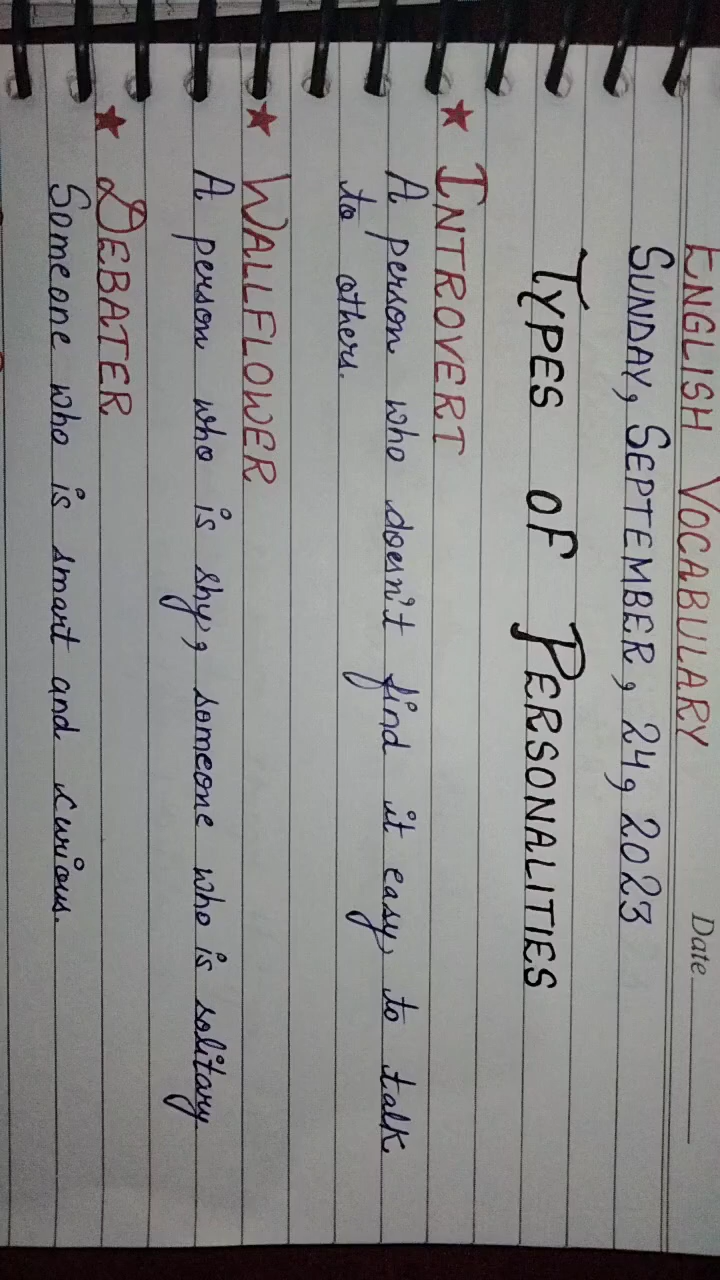 Date
ENGLISH VOCABULARY
SUNDAY, SEPTEMBER, 24, 2023
TYPES OF PERSONALITIES
★ INTROVERT
A person who doesn't find it easy, to talk
to others.
★ WALLFLOWER
A person who is shy, someone who is solitary
★ DEBATER
Someone who is smart and curious.